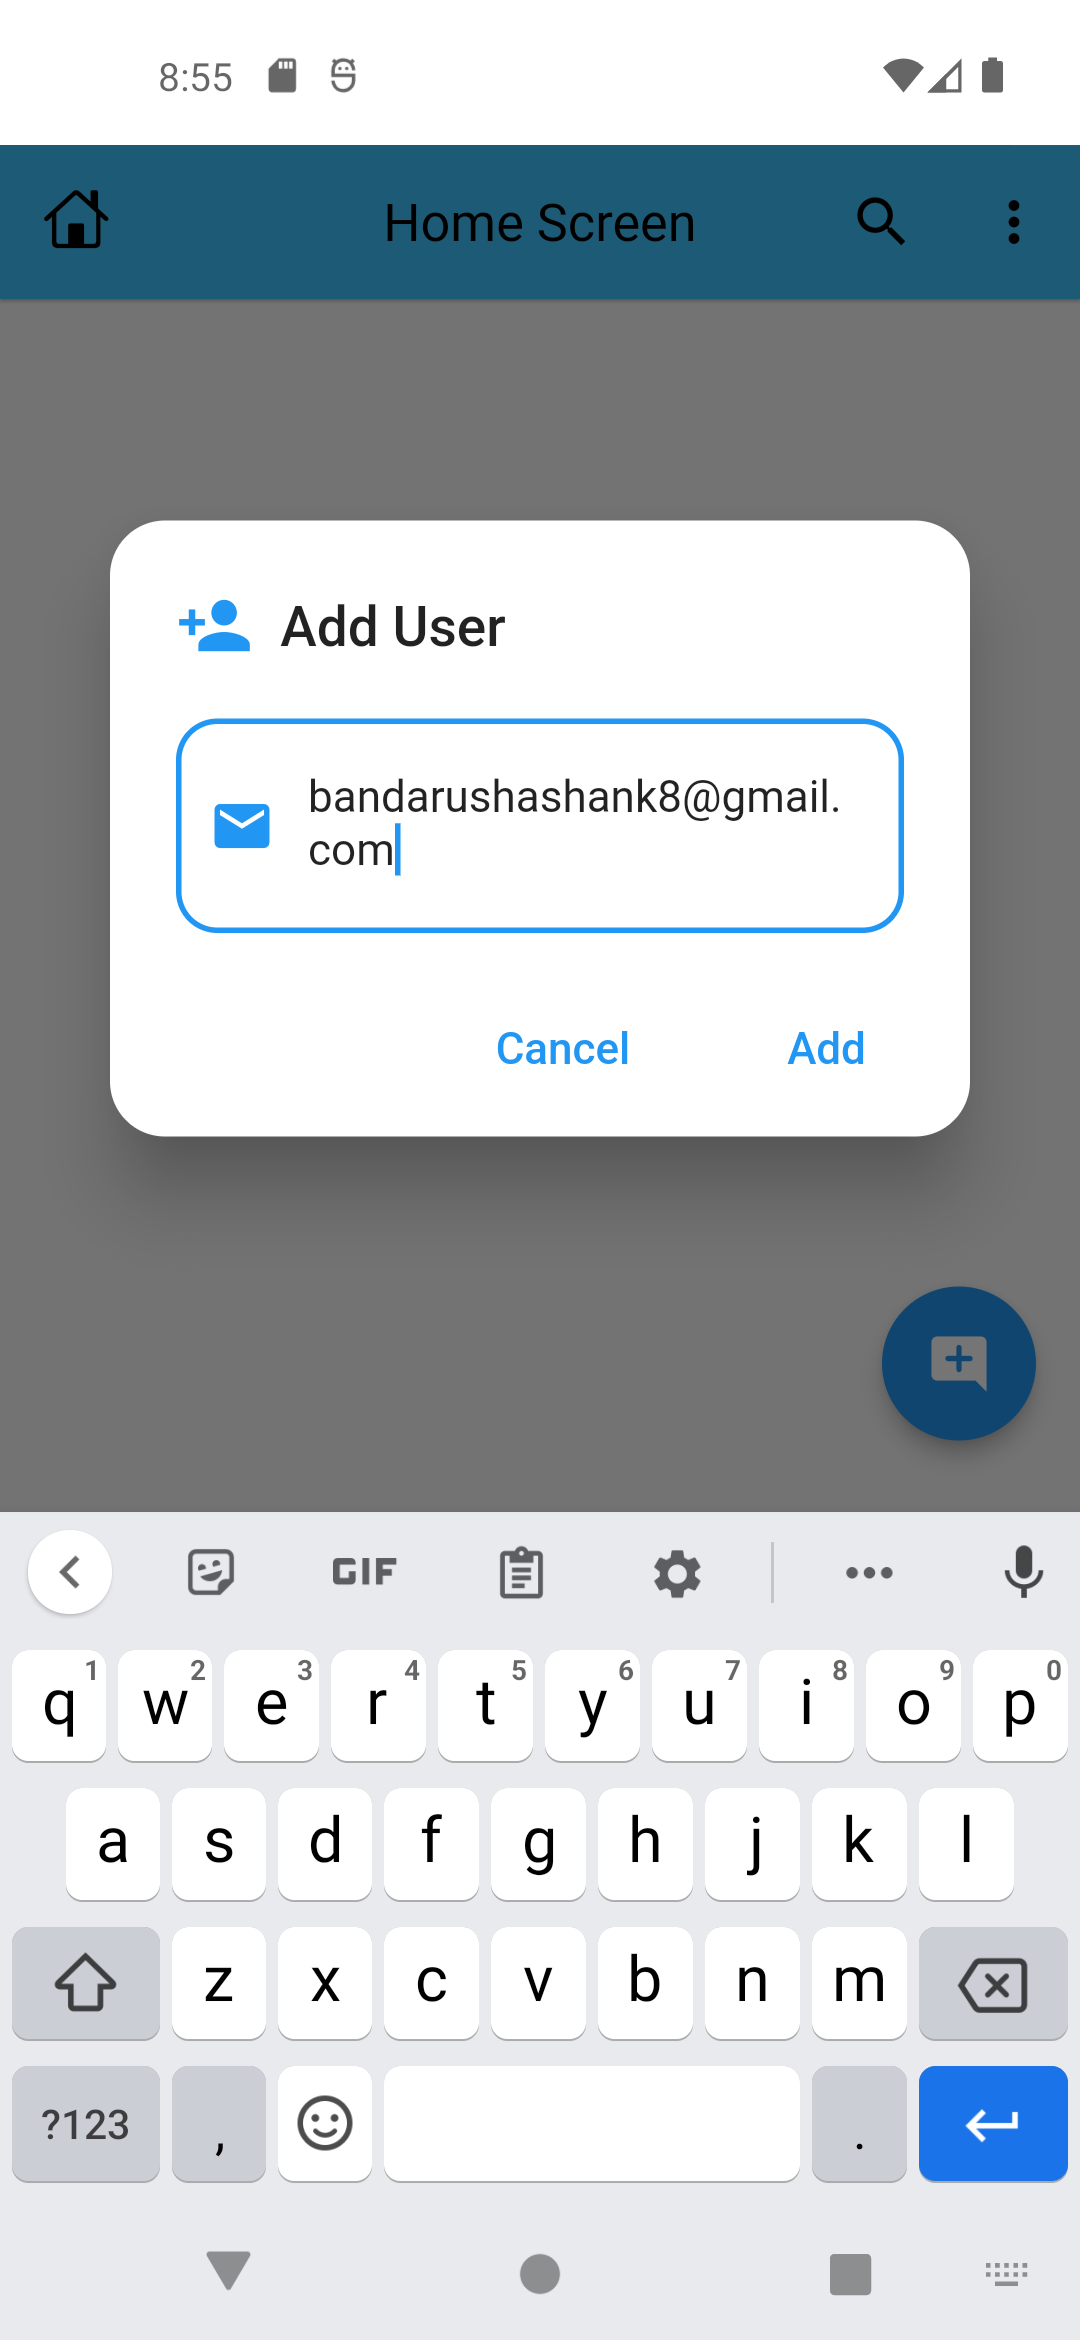 8:55
Home Screen
Add User
bandarushashank8@gmail.
com
Cancel Add
GIF
1 2 3 4 5 6 7 8 9 0
q w e r t y u i o p
a s d f g h j k l
z x c v b n m
?123 , .